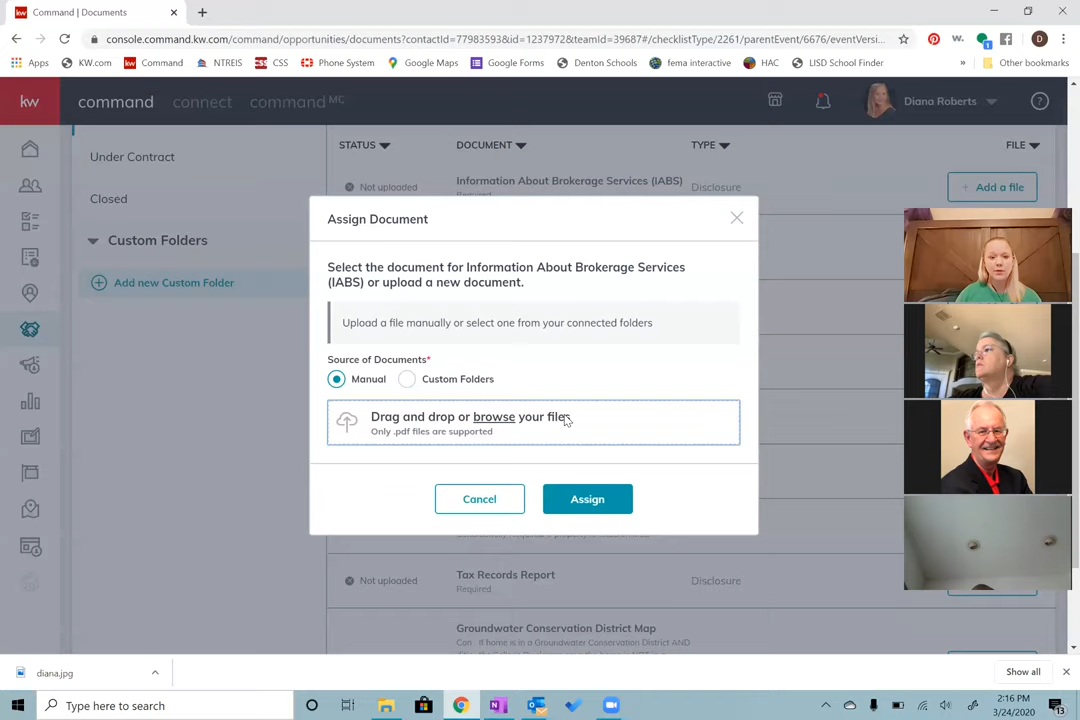 kw Command | Documents
console.command.kw.com/command/opportunities/documents?contactId=77983593&id=1237972&teamId=39687#/checklistType/2261/parentEvent/6676/eventVersi...
w. 1 D
Apps KW.com kw Command NTREIS CSS CSS Phone System Google Maps Google Forms Denton Schools fema interactive HAC LISD School Finder » Other bookmarks
kw command connect command MC Diana Roberts ?
Under Contract
Closed
Custom Folders
Add new Custom Folder
STATUS DOCUMENT TYPE FILE
Not uploaded Information About Brokerage Services (IABS) Disclosure + Add a file
Required
Assign Document
Select the document for Information About Brokerage Services
(IABS) or upload a new document.
Upload a file manually or select one from your connected folders
Source of Documents*
Manual Custom Folders
Drag and drop or browse your files
Only .pdf files are supported
Cancel Assign
Not uploaded Tax Records Report Disclosure
Required
Groundwater Conservation District Map
If home is in a Groundwater Conservation District AND
diana.jpg Show all
Type here to search
2:16 PM
3/24/2020
13